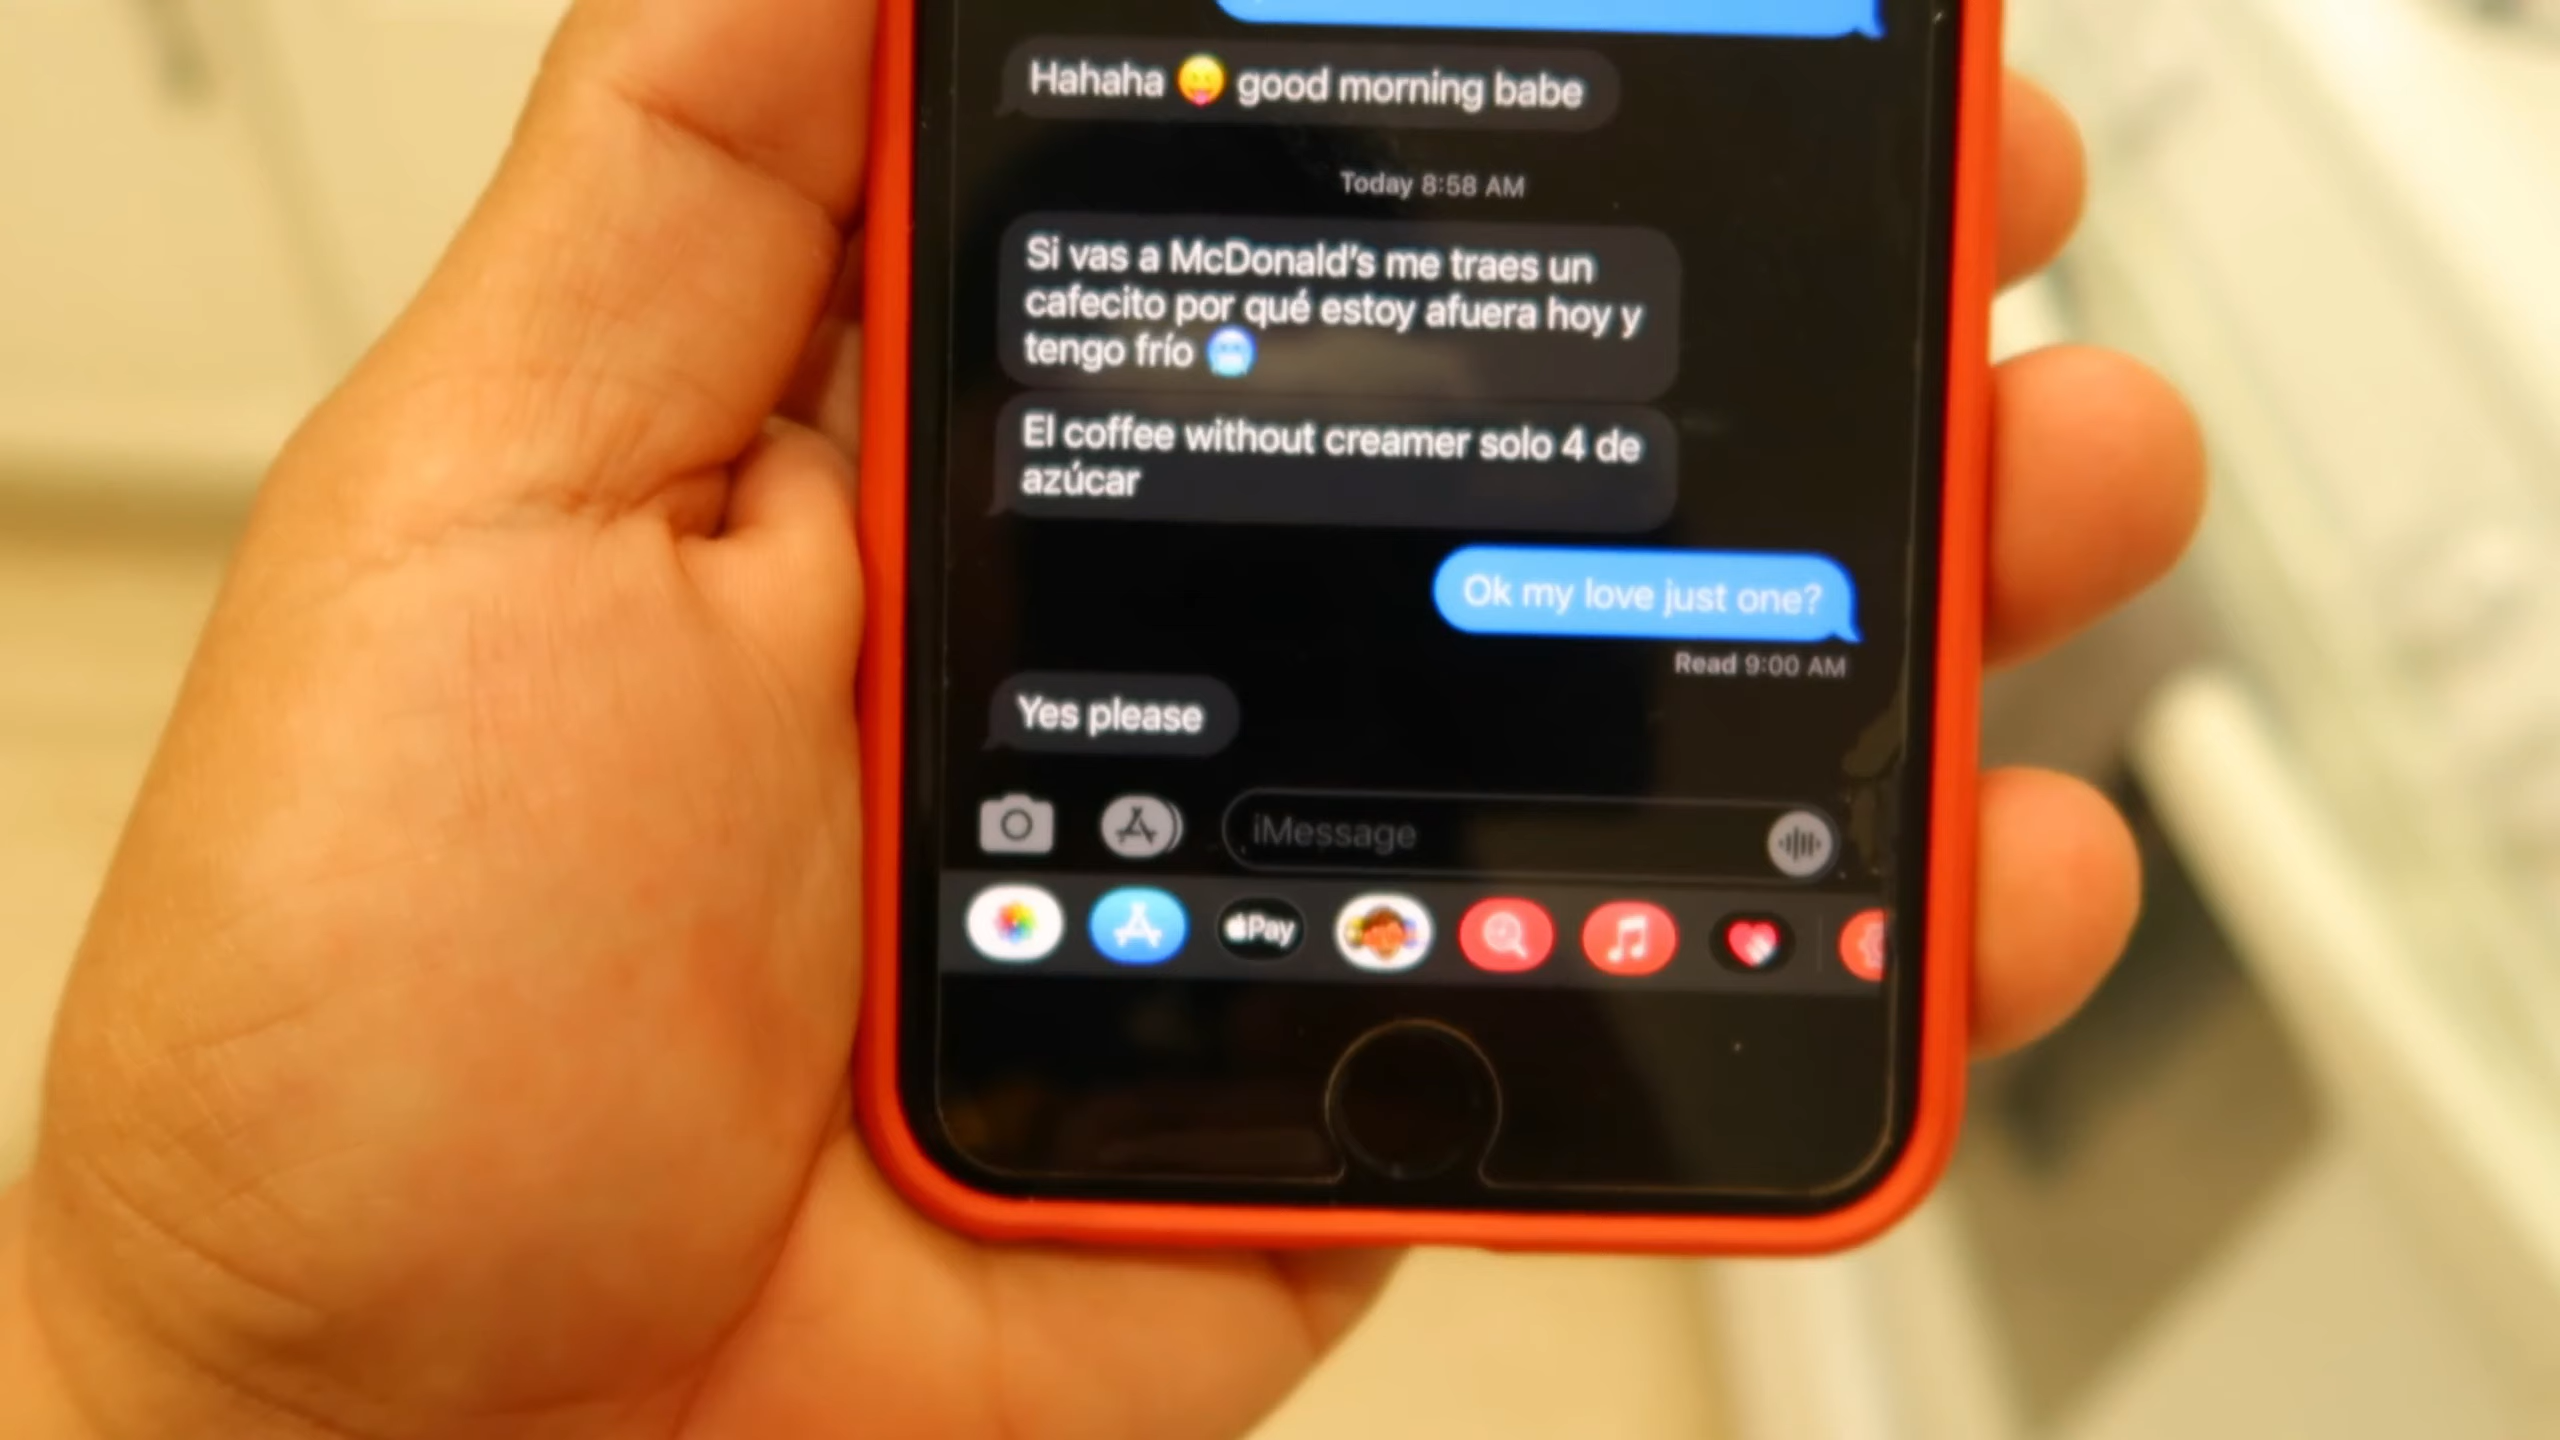 Hahaha 😛 good morning babe
Today 8:58 AM
Si vas a McDonald's me traes un
cafecito por qué estoy afuera hoy y
tengo frío 🥶
El coffee without creamer solo 4 de
azúcar
Ok my love just one?
Read 9:00 AM
Yes please
iMessage
Pay